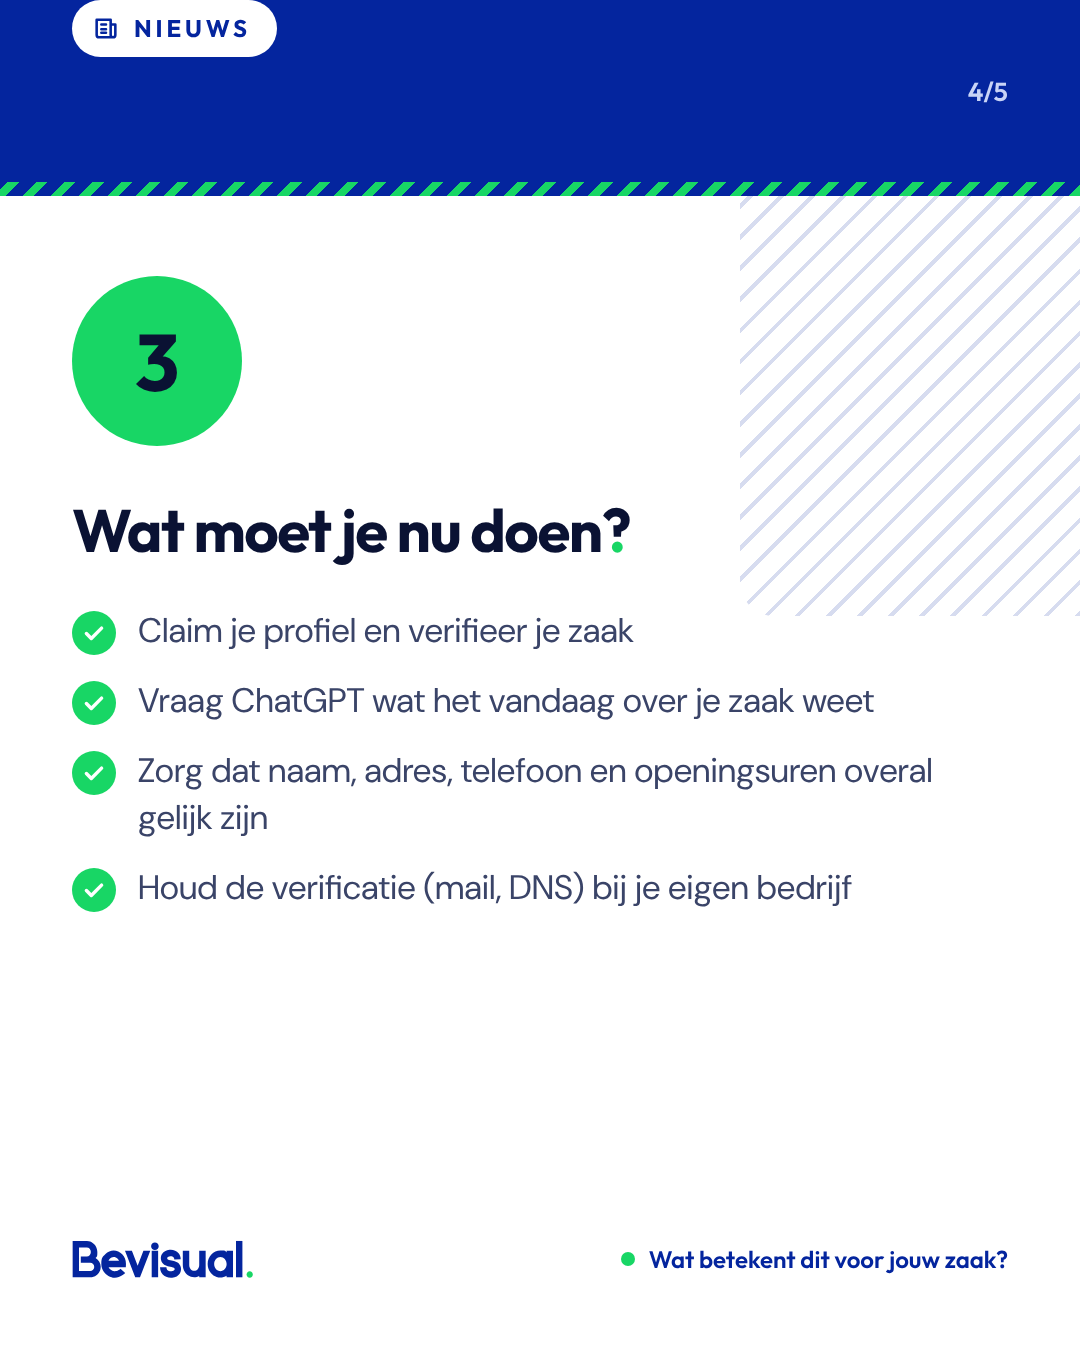 NIEUWS
4/5
3
Wat moet je nu doen?
Claim je profiel en verifieer je zaak
Vraag ChatGPT wat het vandaag over je zaak weet
Zorg dat naam, adres, telefoon en openingsuren overal
gelijk zijn
Houd de verificatie (mail, DNS) bij je eigen bedrijf
Bevisual.
Wat betekent dit voor jouw zaak?